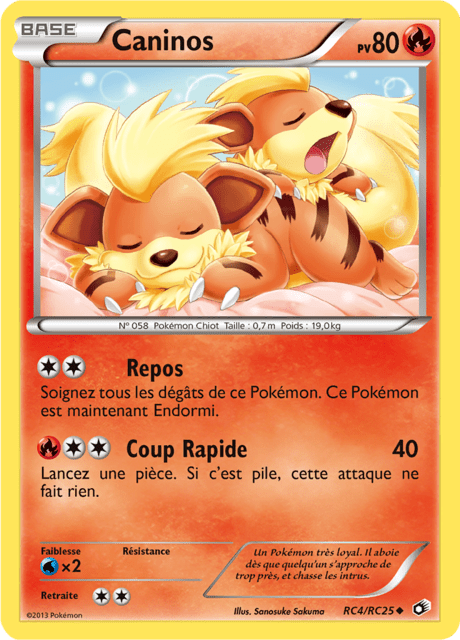 BASE
Caninos
PV80
Nº 058 Pokémon Chiot Taille : 0,7m Poids : 19,0kg
Repos
Soignez tous les dégâts de ce Pokémon. Ce Pokémon
est maintenant Endormi.
Coup Rapide 40
Lancez une pièce. Si c'est pile, cette attaque ne
fait rien.
Faiblesse Résistance
×2
Retraite
Un Pokémon très loyal. Il aboie
dès que quelqu'un s'approche de
trop près, et chasse les intrus.
Illus. Sanosuke Sakuma
RC4/RC25
©2013 Pokémon